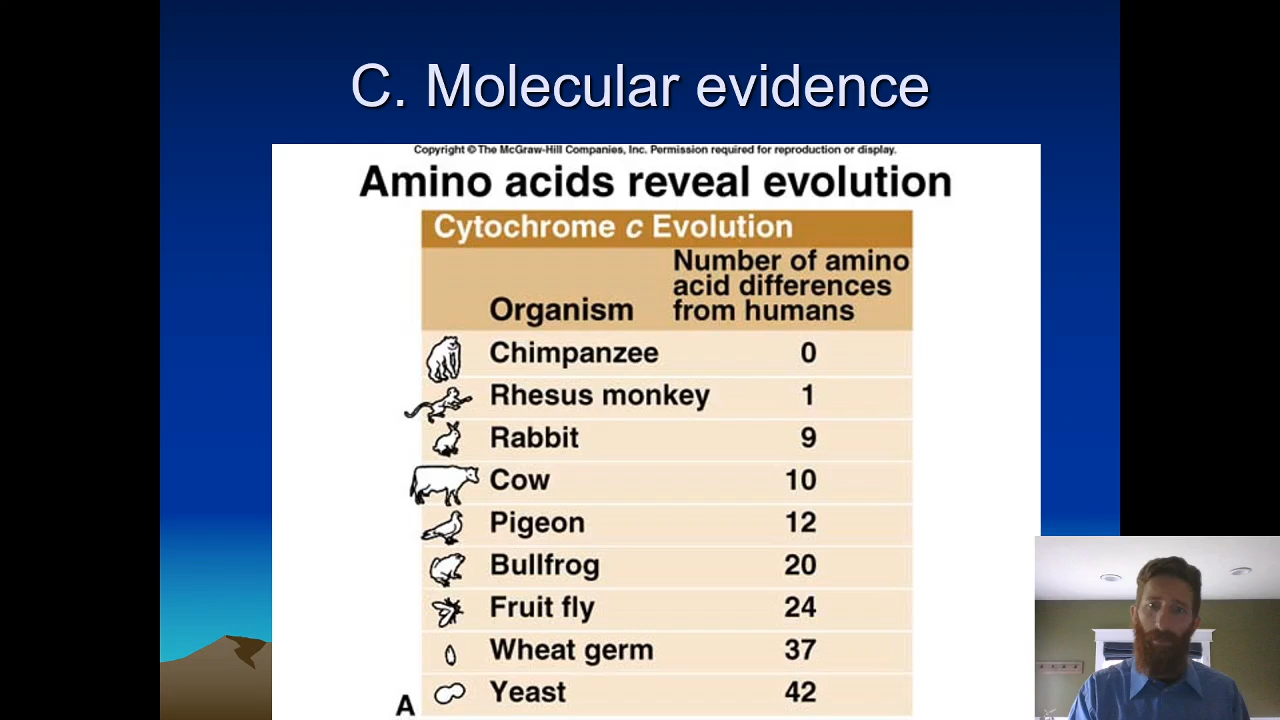 C. Molecular evidence
Copyright © The McGraw-Hill Companies, Inc. Permission required for reproduction or display.
Amino acids reveal evolution
Cytochrome c Evolution
Organism
Number of amino
acid differences
from humans
Chimpanzee 0
Rhesus monkey 1
Rabbit 9
Cow 10
Pigeon 12
Bullfrog 20
Fruit fly 24
Wheat germ 37
Yeast 42
A